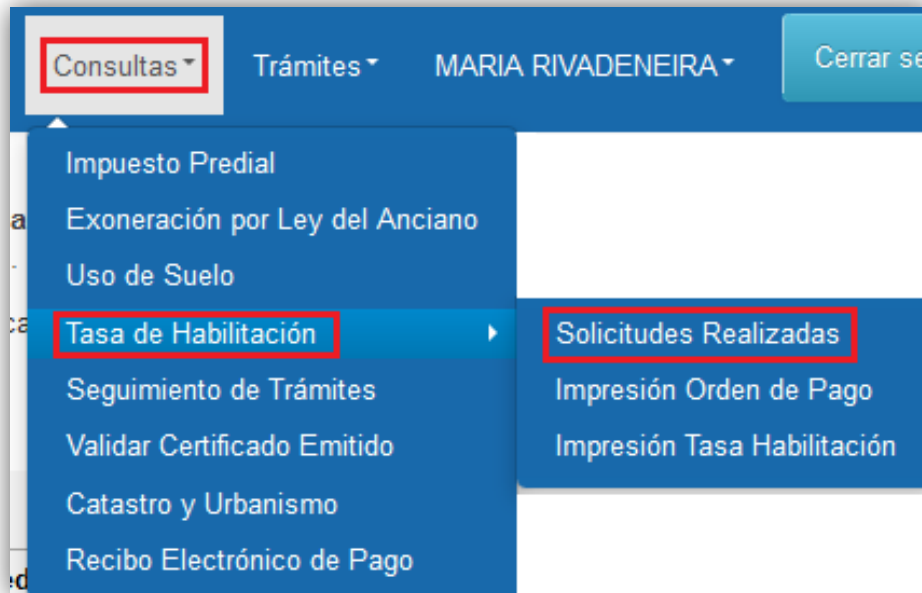 Consultas
Trámites
MARIA RIVADENEIRA
Cerrar se
Impuesto Predial
Exoneración por Ley del Anciano
Uso de Suelo
Tasa de Habilitación
Seguimiento de Trámites
Validar Certificado Emitido
Catastro y Urbanismo
Recibo Electrónico de Pago
Solicitudes Realizadas
Impresión Orden de Pago
Impresión Tasa Habilitación